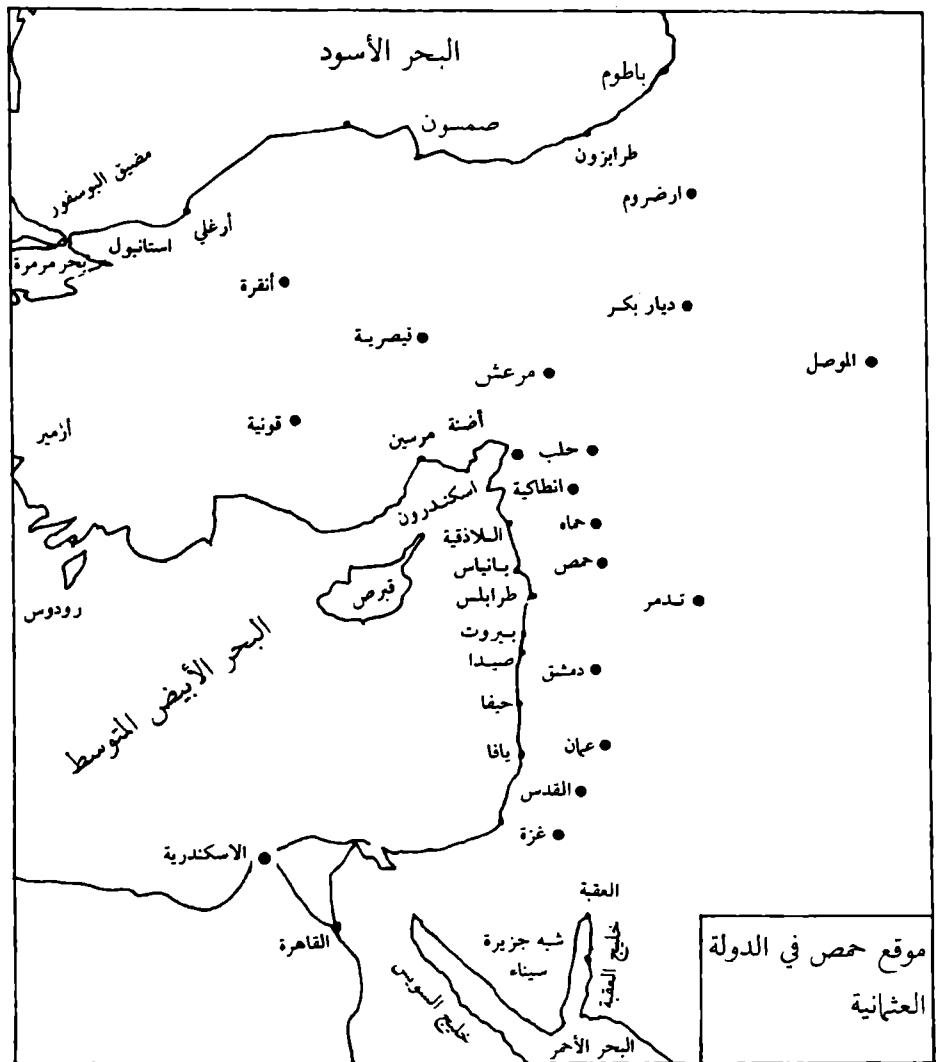 البحر الأسود
باطوم
صمسون
طرابزون
مضيق البوسفور
ارضروم
أرغلي
استانبول
بحر مرمرة
أنقرة
ديار بكر
قيصرية
الموصل
مرعش
أزمير
قونية
أضنة
مرسين
حلب
اسكندرون
انطاكية
حماه
اللاذقية
حمص
بانياس
قبرص
طرابلس
تدمر
رودوس
بيروت
صيدا
دمشق
البحر الأبيض المتوسط
حيفا
يافا
عمان
القدس
غزة
الاسكندرية
العقبة
القاهرة
شبه جزيرة
سيناء
خليج العقبة
خليج السويس
البحر الأحمر
موقع حمص في الدولة
العثمانية